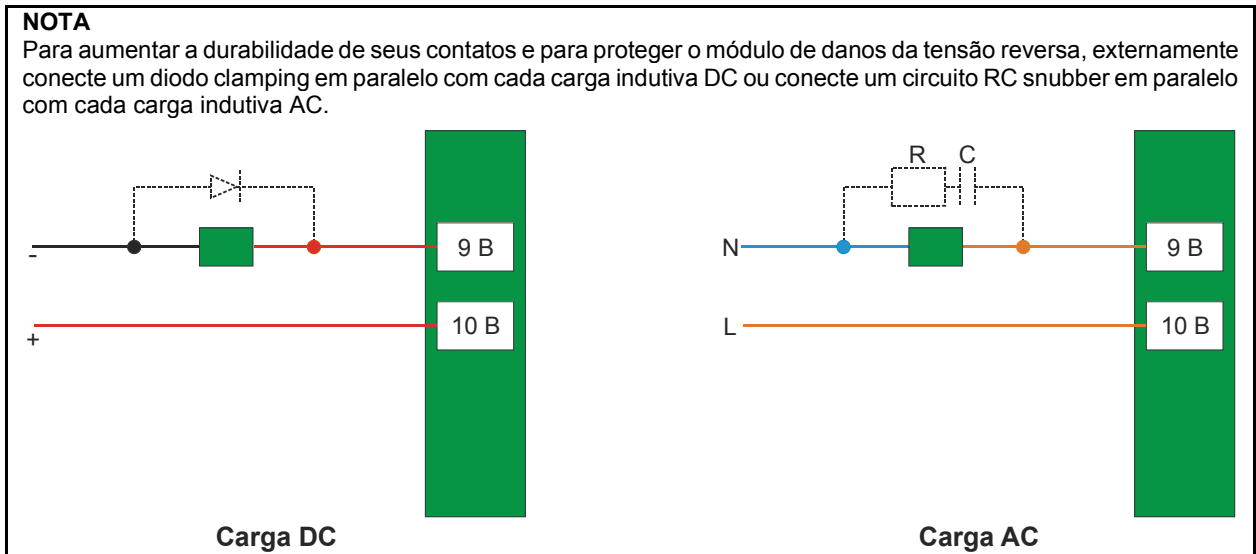 NOTA
Para aumentar a durabilidade de seus contatos e para proteger o módulo de danos da tensão reversa, externamente
conecte um diodo clamping em paralelo com cada carga indutiva DC ou conecte um circuito RC snubber em paralelo
com cada carga indutiva AC.
-
9 B
+
10 B
Carga DC
R C
N
9 B
L
10 B
Carga AC